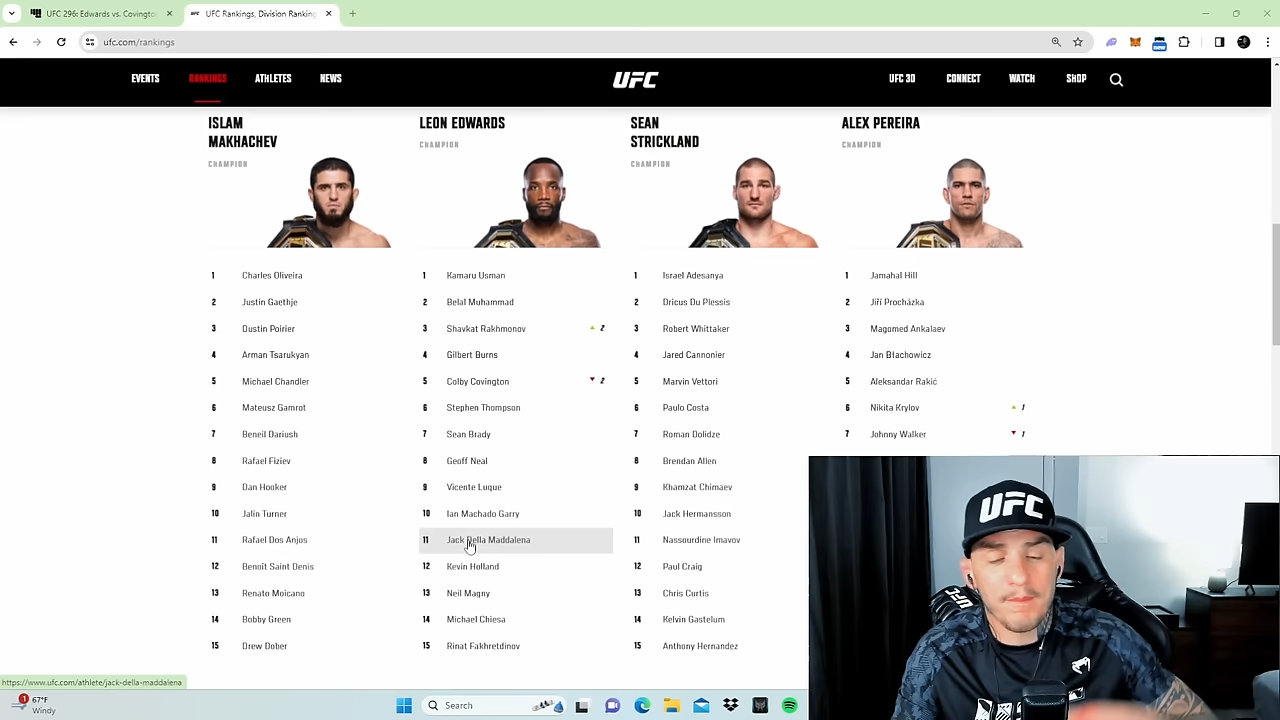 UFC 296: Edwards vs. Covingto
UFC Rankings, Division Ranking
ufc.com/rankings
new
EVENTS RANKINGS ATHLETES NEWS UFC UFC 3D CONNECT WATCH SHOP
ISLAM MAKHACHEV
CHAMPION
1 Charles Oliveira
2 Justin Gaethje
3 Dustin Poirier
4 Arman Tsarukyan
5 Michael Chandler
6 Mateusz Gamrot
7 Beneil Dariush
8 Rafael Fiziev
9 Dan Hooker
10 Jalin Turner
11 Rafael Dos Anjos
12 Benoît Saint Denis
13 Renato Moicano
14 Bobby Green
15 Drew Dober
LEON EDWARDS
CHAMPION
1 Kamaru Usman
2 Belal Muhammad
3 Shavkat Rakhmonov 2
4 Gilbert Burns
5 Colby Covington 2
6 Stephen Thompson
7 Sean Brady
8 Geoff Neal
9 Vicente Luque
10 Ian Machado Garry
11 Jack Della Maddalena
12 Kevin Holland
13 Neil Magny
14 Michael Chiesa
15 Rinat Fakhretdinov
SEAN STRICKLAND
CHAMPION
1 Israel Adesanya
2 Dricus Du Plessis
3 Robert Whittaker
4 Jared Cannonier
5 Marvin Vettori
6 Paulo Costa
7 Roman Dolidze
8 Brendan Allen
9 Khamzat Chimaev
10 Jack Hermansson
11 Nassourdine Imavov
12 Paul Craig
13 Chris Curtis
14 Kelvin Gastelum
15 Anthony Hernandez
ALEX PEREIRA
CHAMPION
1 Jamahal Hill
2 Jiří Procházka
3 Magomed Ankalaev
4 Jan Błachowicz
5 Aleksandar Rakić
6 Nikita Krylov 1
7 Johnny Walker 1
UFC
UFC
https://www.ufc.com/athlete/jack-della-maddalena
1
67°F
Windy
Search